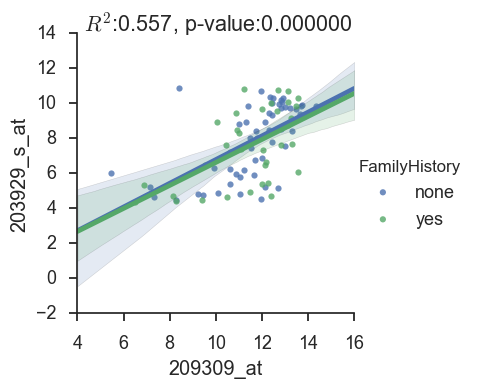 R²:0.557, p-value:0.000000
14
12
10
8
6
4
2
0
−2
203929_s_at
4 6 8 10 12 14 16
209309_at
FamilyHistory
none
yes